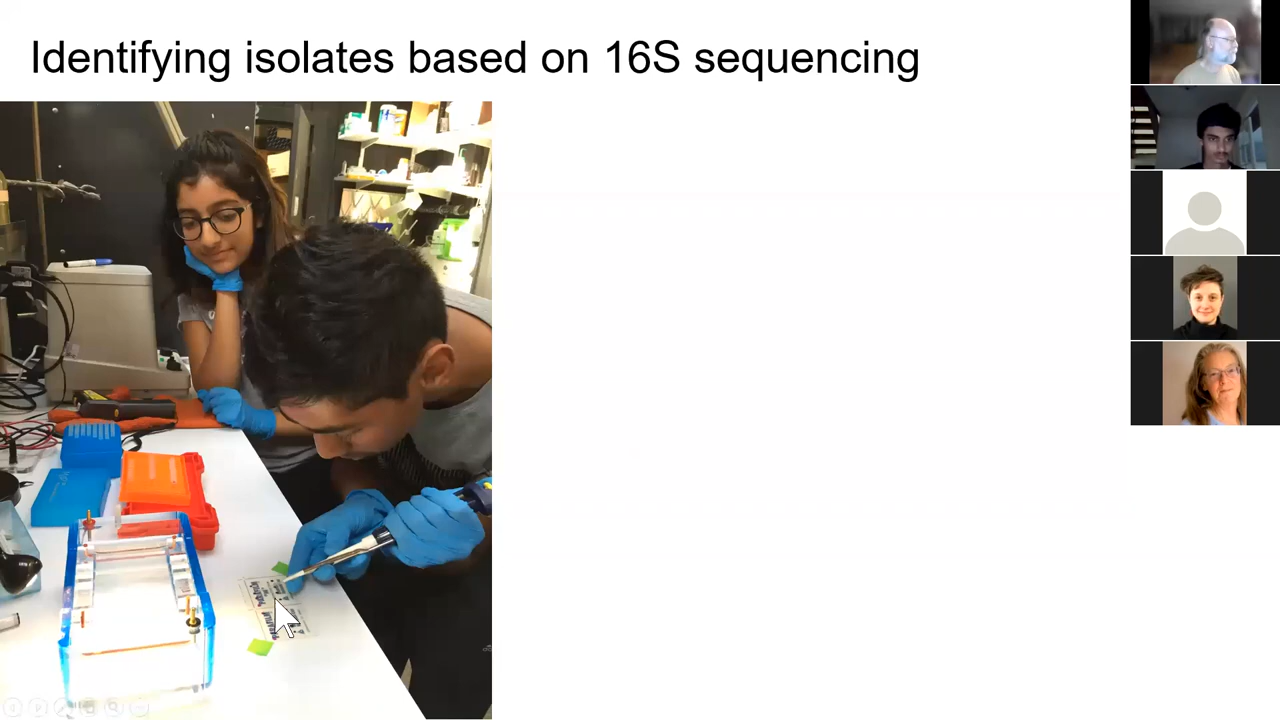 Identifying isolates based on 16S sequencing